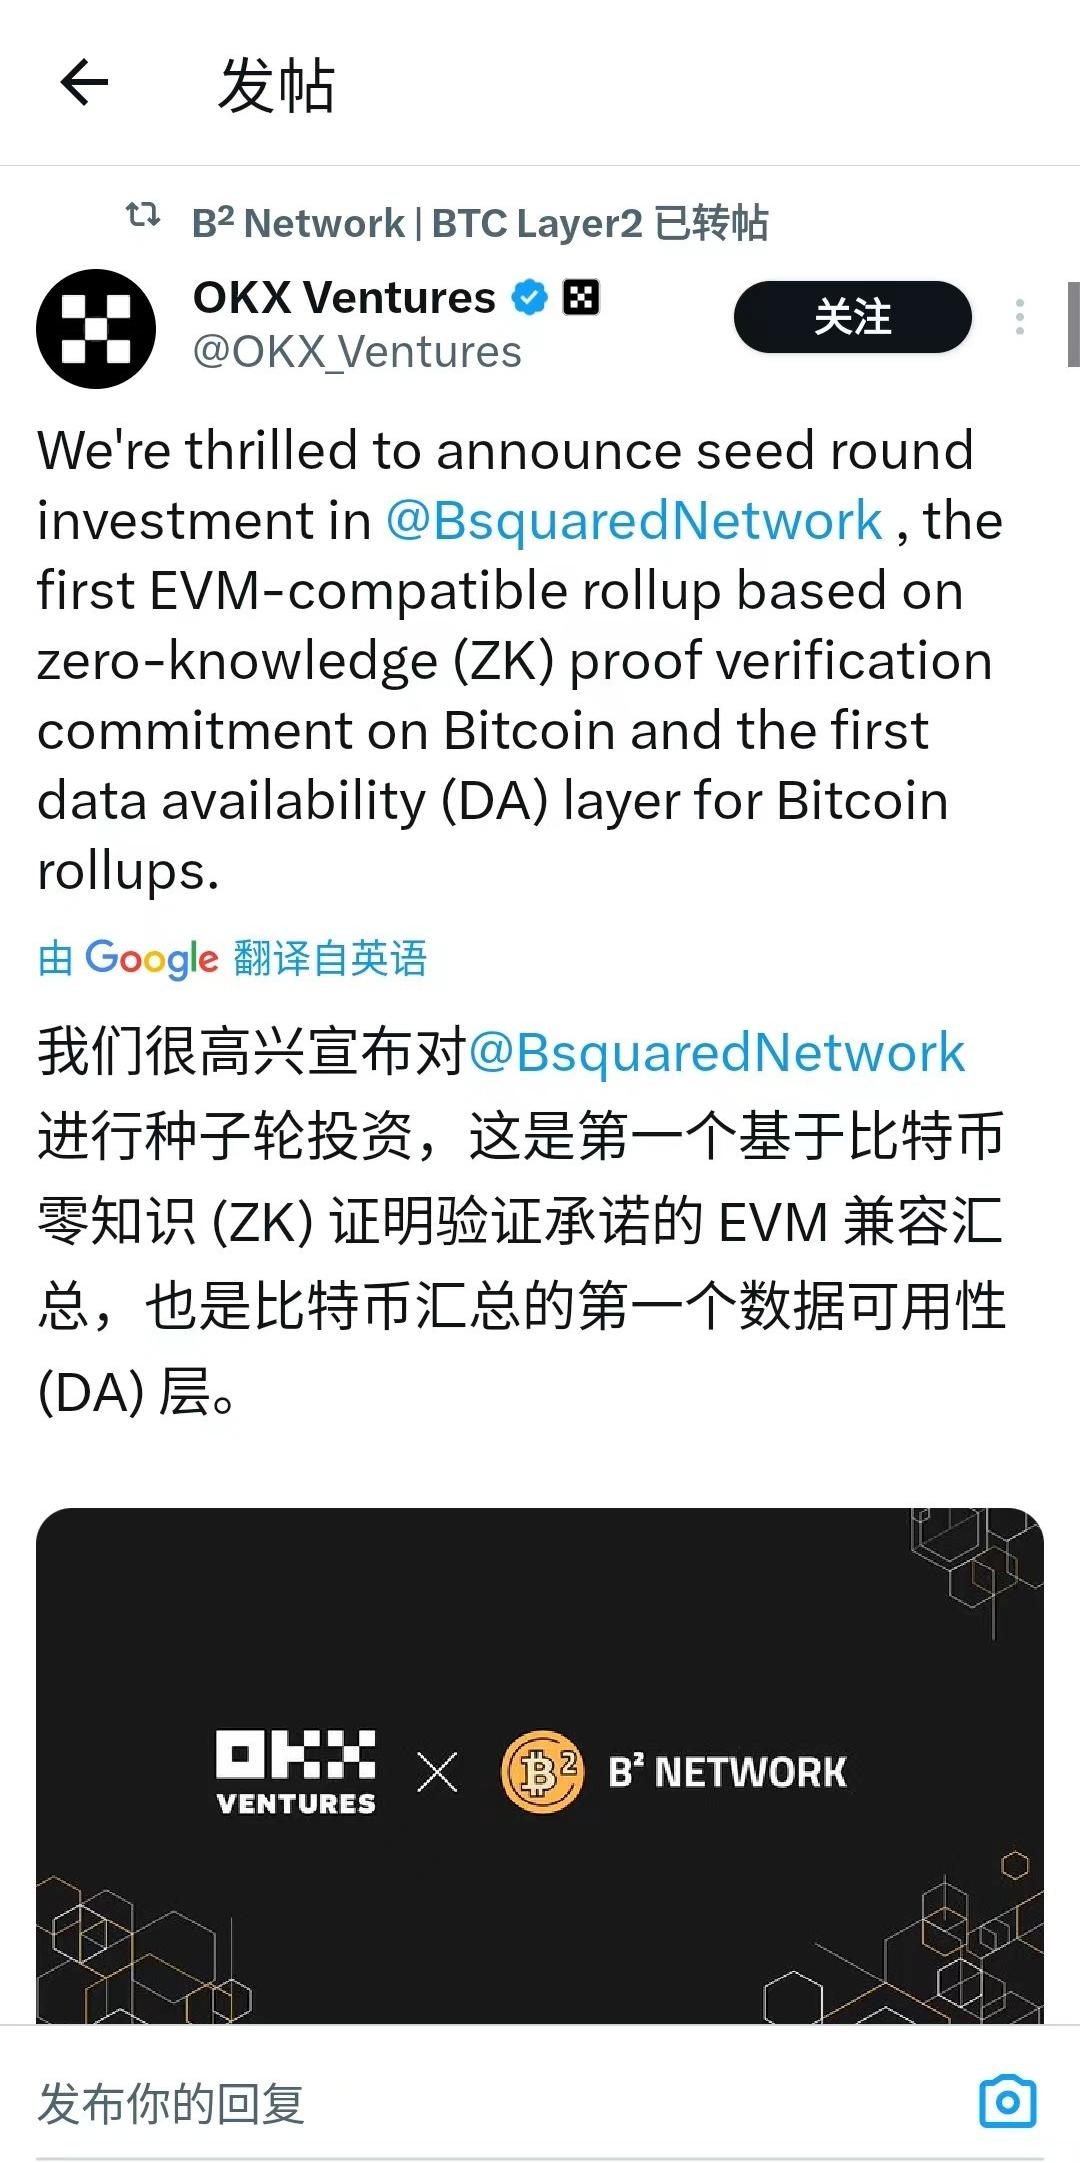 发帖
B² Network | BTC Layer2 已转帖
OKX Ventures
@OKX_Ventures
关注
We're thrilled to announce seed round
investment in @BsquaredNetwork , the
first EVM-compatible rollup based on
zero-knowledge (ZK) proof verification
commitment on Bitcoin and the first
data availability (DA) layer for Bitcoin
rollups.
由 Google 翻译自英语
我们很高兴宣布对@BsquaredNetwork
进行种子轮投资，这是第一个基于比特币
零知识 (ZK) 证明验证承诺的 EVM 兼容汇
总，也是比特币汇总的第一个数据可用性
(DA) 层。
OKX
VENTURES
B² B² NETWORK
发布你的回复